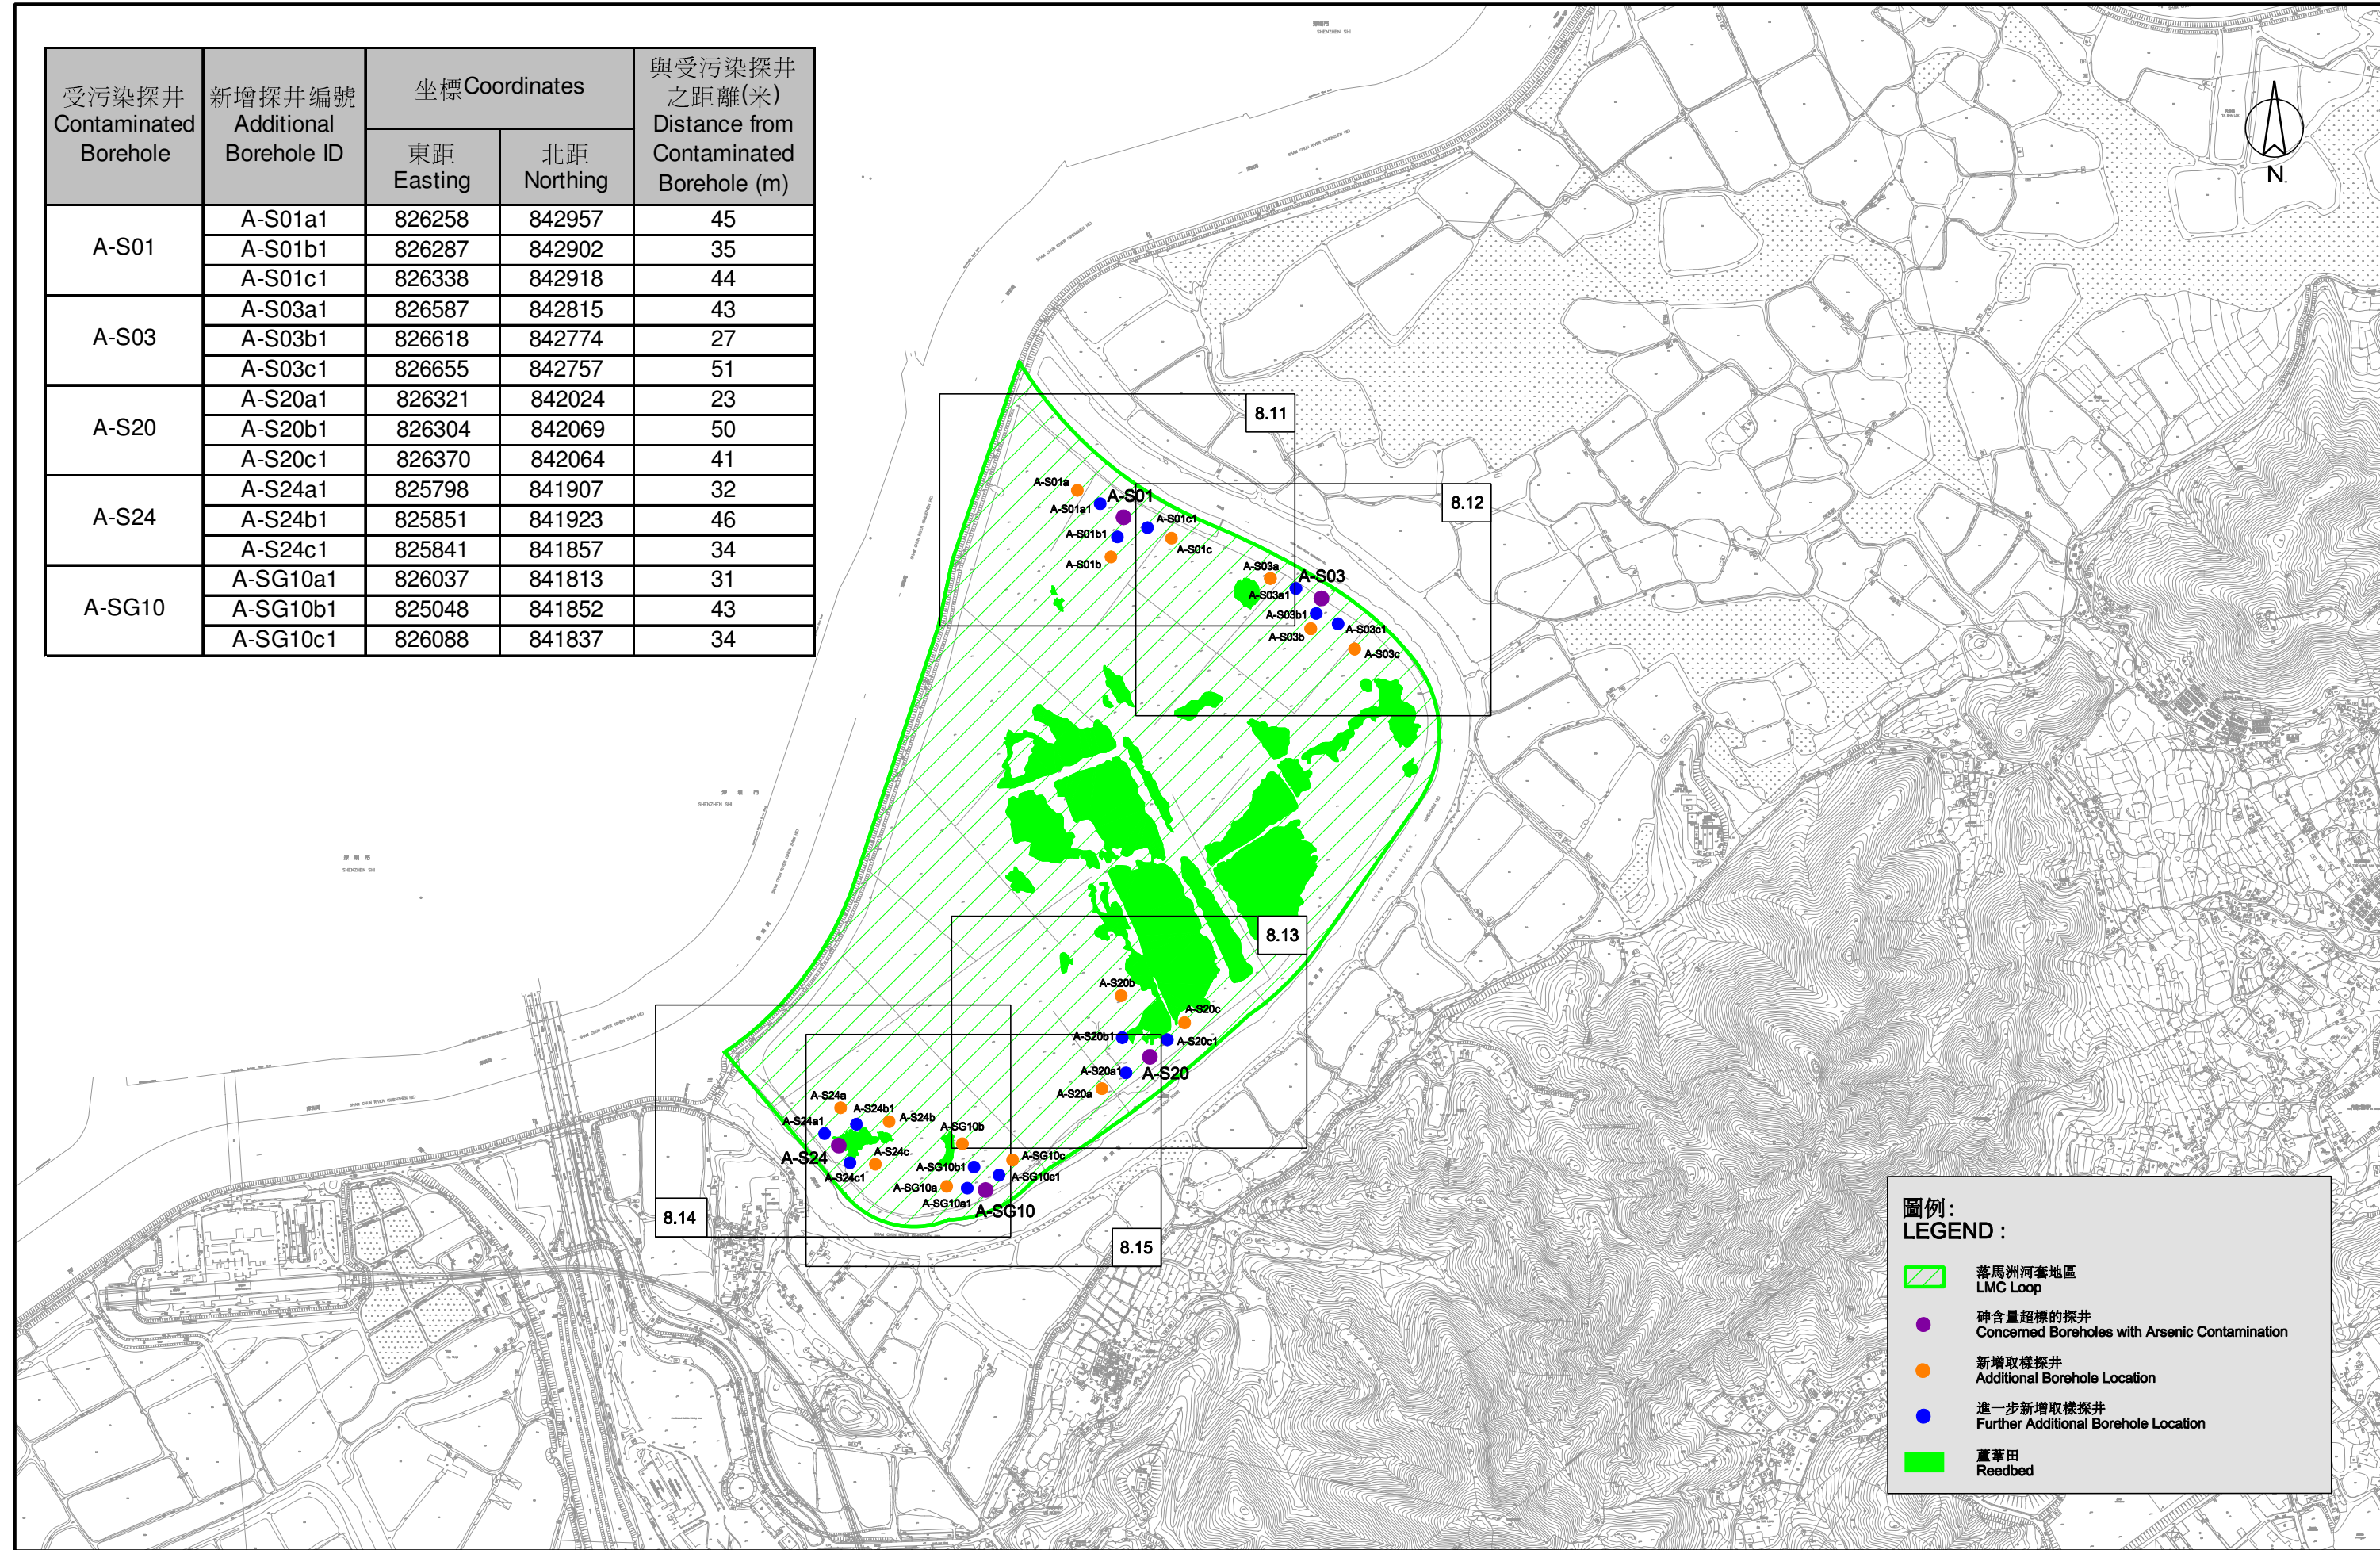 受污染探井
Contaminated
Borehole
新增探井编號
Additional
Borehole ID
坐標Coordinates
東距
Easting
北距
Northing
與受污染探井
之距離(米)
Distance from
Contaminated
Borehole (m)
A-S01
A-S01a1 826258 842957 45
A-S01b1 826287 842902 35
A-S01c1 826338 842918 44
A-S03
A-S03a1 826587 842815 43
A-S03b1 826618 842774 27
A-S03c1 826655 842757 51
A-S20
A-S20a1 826321 842024 23
A-S20b1 826304 842069 50
A-S20c1 826370 842064 41
A-S24
A-S24a1 825798 841907 32
A-S24b1 825851 841923 46
A-S24c1 825841 841857 34
A-SG10
A-SG10a1 826037 841813 31
A-SG10b1 825048 841852 43
A-SG10c1 826088 841837 34
SHENZHEN SHI
N
8.11
A-S01a
A-S01
A-S01a1
A-S01c1
A-S01b1
A-S01c
A-S01b
8.12
A-S03a
A-S03
A-S03a1
A-S03b1
A-S03c1
A-S03b
A-S03c
SHENZHEN SHI
SHENZHEN SHI
8.13
A-S20b
A-S20c
A-S20b1
A-S20c1
A-S20a1
A-S20
A-S20a
A-S24a
A-S24b1
A-S24b
A-S24a1
A-S24
A-S24c
A-S24c1
A-SG10b
A-SG10c
A-SG10b1
A-SG10c1
A-SG10a
A-SG10a1
A-SG10
8.14
8.15
圖例:
LEGEND :
落馬洲河套地區
LMC Loop
砷含量超標的探井
Concerned Boreholes with Arsenic Contamination
新增取樣探井
Additional Borehole Location
進一步新增取樣探井
Further Additional Borehole Location
蘆葦田
Reedbed